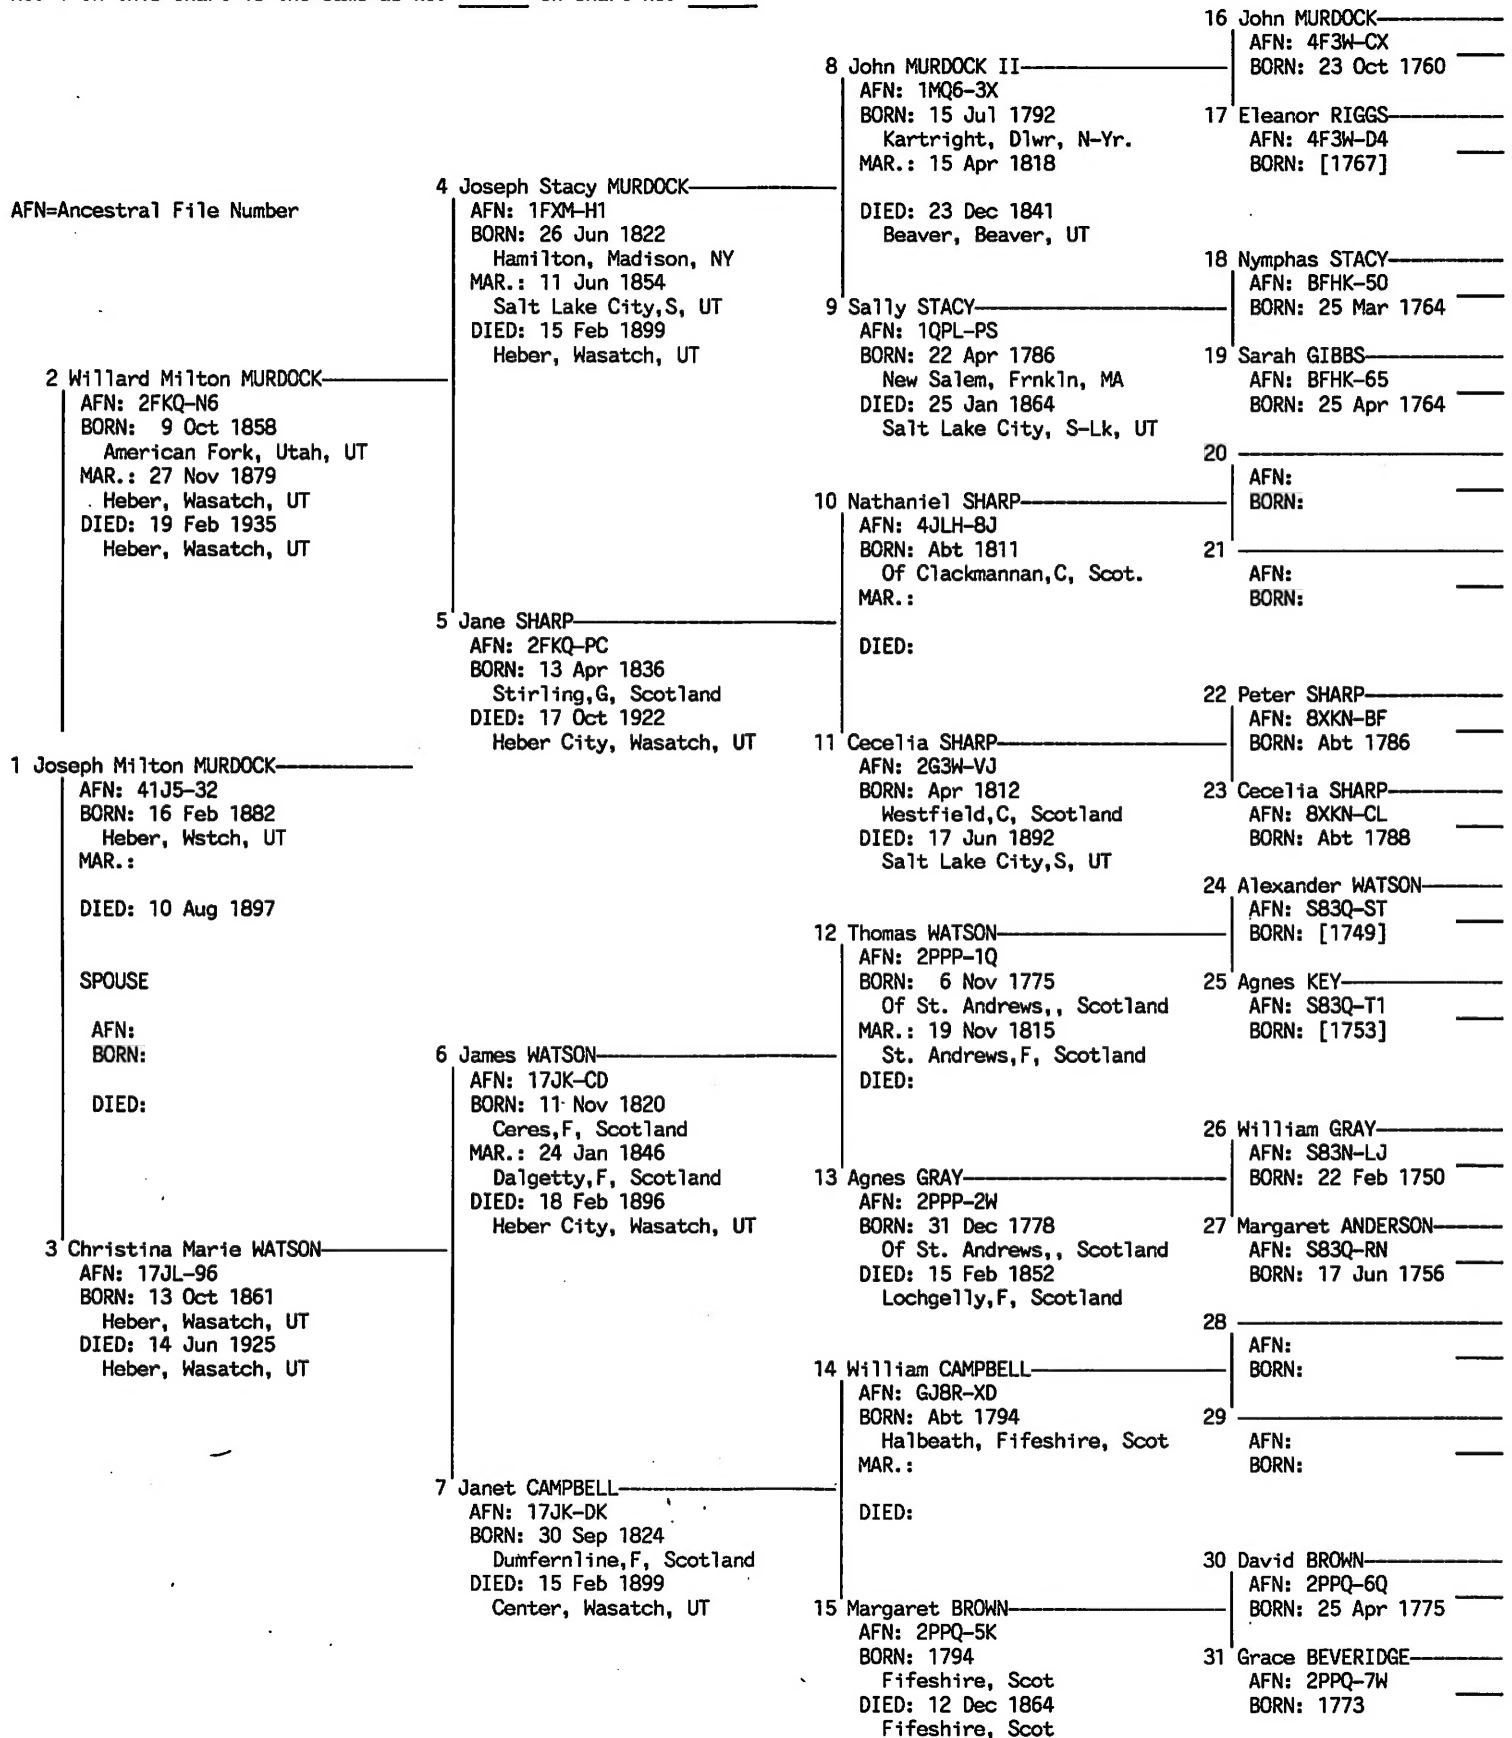 16 John MURDOCK
AFN: 4F3W-CX
BORN: 23 Oct 1760
8 John MURDOCK II
AFN: 1MQ6-3X
BORN: 15 Jul 1792
Kartright, Dlwr, N-Yr.
MAR.: 15 Apr 1818
DIED: 23 Dec 1841
Beaver, Beaver, UT
17 Eleanor RIGGS
AFN: 4F3W-D4
BORN: [1767]
4 Joseph Stacy MURDOCK
AFN: 1FXM-H1
BORN: 26 Jun 1822
Hamilton, Madison, NY
MAR.: 11 Jun 1854
Salt Lake City,S, UT
DIED: 15 Feb 1899
Heber, Wasatch, UT
AFN=Ancestral File Number
18 Nymphas STACY
AFN: BFHK-50
BORN: 25 Mar 1764
9 Sally STACY
AFN: 1QPL-PS
BORN: 22 Apr 1786
New Salem, Frnkln, MA
DIED: 25 Jan 1864
Salt Lake City, S-Lk, UT
19 Sarah GIBBS
AFN: BFHK-65
BORN: 25 Apr 1764
2 Willard Milton MURDOCK
AFN: 2FKQ-N6
BORN: 9 Oct 1858
American Fork, Utah, UT
MAR.: 27 Nov 1879
Heber, Wasatch, UT
DIED: 19 Feb 1935
Heber, Wasatch, UT
20
AFN:
BORN:
10 Nathaniel SHARP
AFN: 4JLH-8J
BORN: Abt 1811
Of Clackmannan,C, Scot.
MAR.:
DIED:
21
AFN:
BORN:
5 Jane SHARP
AFN: 2FKQ-PC
BORN: 13 Apr 1836
Stirling,G, Scotland
DIED: 17 Oct 1922
Heber City, Wasatch, UT
22 Peter SHARP
AFN: 8XKN-BF
BORN: Abt 1786
11 Cecelia SHARP
AFN: 2G3W-VJ
BORN: Apr 1812
Westfield,C, Scotland
DIED: 17 Jun 1892
Salt Lake City,S, UT
23 Cecelia SHARP
AFN: 8XKN-CL
BORN: Abt 1788
1 Joseph Milton MURDOCK
AFN: 41J5-32
BORN: 16 Feb 1882
Heber, Wstch, UT
MAR.:
DIED: 10 Aug 1897
SPOUSE
AFN:
BORN:
DIED:
24 Alexander WATSON
AFN: S83Q-ST
BORN: [1749]
12 Thomas WATSON
AFN: 2PPP-1Q
BORN: 6 Nov 1775
Of St. Andrews,, Scotland
MAR.: 19 Nov 1815
St. Andrews,F, Scotland
DIED:
25 Agnes KEY
AFN: S83Q-T1
BORN: [1753]
6 James WATSON
AFN: 17JK-CD
BORN: 11 Nov 1820
Ceres,F, Scotland
MAR.: 24 Jan 1846
Dalgetty,F, Scotland
DIED: 18 Feb 1896
Heber City, Wasatch, UT
26 William GRAY
AFN: S83N-LJ
BORN: 22 Feb 1750
13 Agnes GRAY
AFN: 2PPP-2W
BORN: 31 Dec 1778
Of St. Andrews,, Scotland
DIED: 15 Feb 1852
Lochgelly,F, Scotland
27 Margaret ANDERSON
AFN: S83Q-RN
BORN: 17 Jun 1756
3 Christina Marie WATSON
AFN: 17JL-96
BORN: 13 Oct 1861
Heber, Wasatch, UT
DIED: 14 Jun 1925
Heber, Wasatch, UT
28
AFN:
BORN:
14 William CAMPBELL
AFN: GJ8R-XD
BORN: Abt 1794
Halbeath, Fifeshire, Scot
MAR.:
DIED:
29
AFN:
BORN:
7 Janet CAMPBELL
AFN: 17JK-DK
BORN: 30 Sep 1824
Dumfernline,F, Scotland
DIED: 15 Feb 1899
Center, Wasatch, UT
30 David BROWN
AFN: 2PPQ-6Q
BORN: 25 Apr 1775
15 Margaret BROWN
AFN: 2PPQ-5K
BORN: 1794
Fifeshire, Scot
DIED: 12 Dec 1864
Fifeshire, Scot
31 Grace BEVERIDGE
AFN: 2PPQ-7W
BORN: 1773